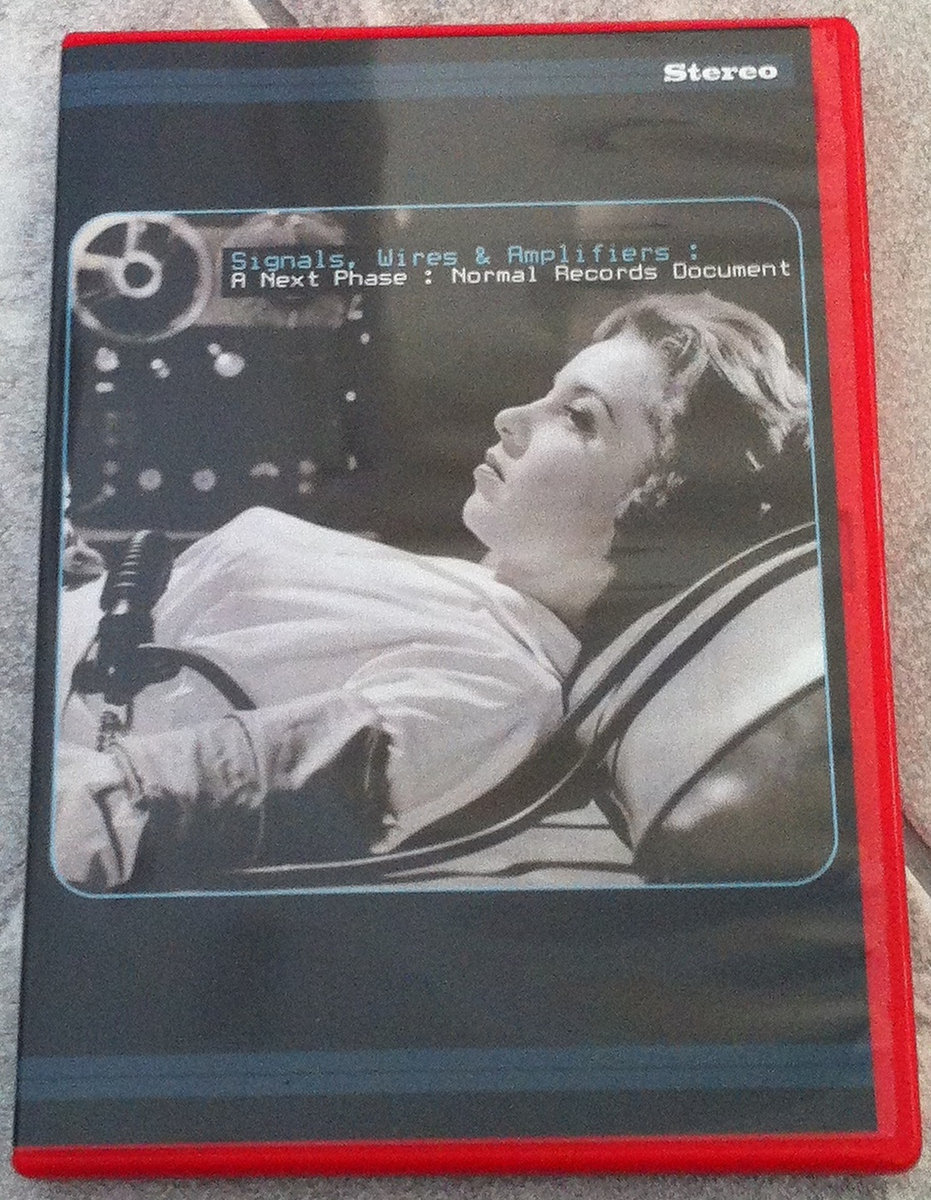 Stereo
Signals, Wires & Amplifiers :
A Next Phase : Normal Records Document